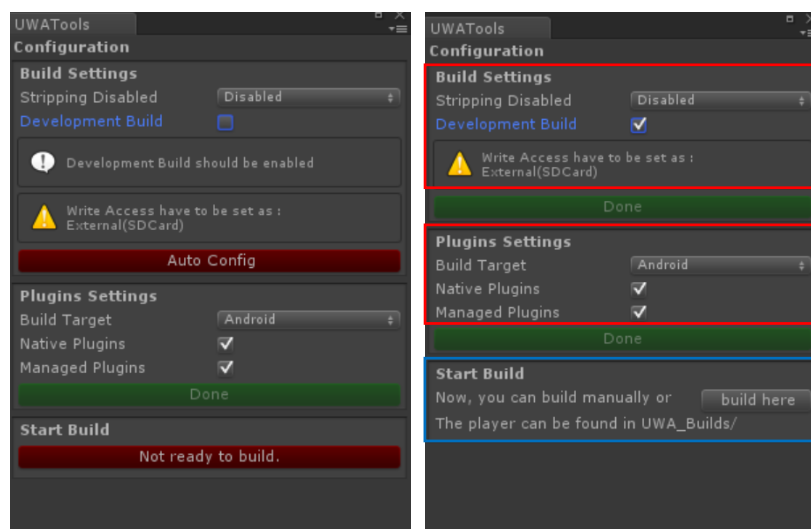 UWATools
Configuration
Build Settings
Stripping Disabled Disabled
Development Build
Development Build should be enabled
Write Access have to be set as :
External(SDCard)
Auto Config
Plugins Settings
Build Target Android
Native Plugins
Managed Plugins
Done
Start Build
Not ready to build.
UWATools
Configuration
Build Settings
Stripping Disabled Disabled
Development Build
Write Access have to be set as :
External(SDCard)
Done
Plugins Settings
Build Target Android
Native Plugins
Managed Plugins
Done
Start Build
Now, you can build manually or build here
The player can be found in UWA_Builds/